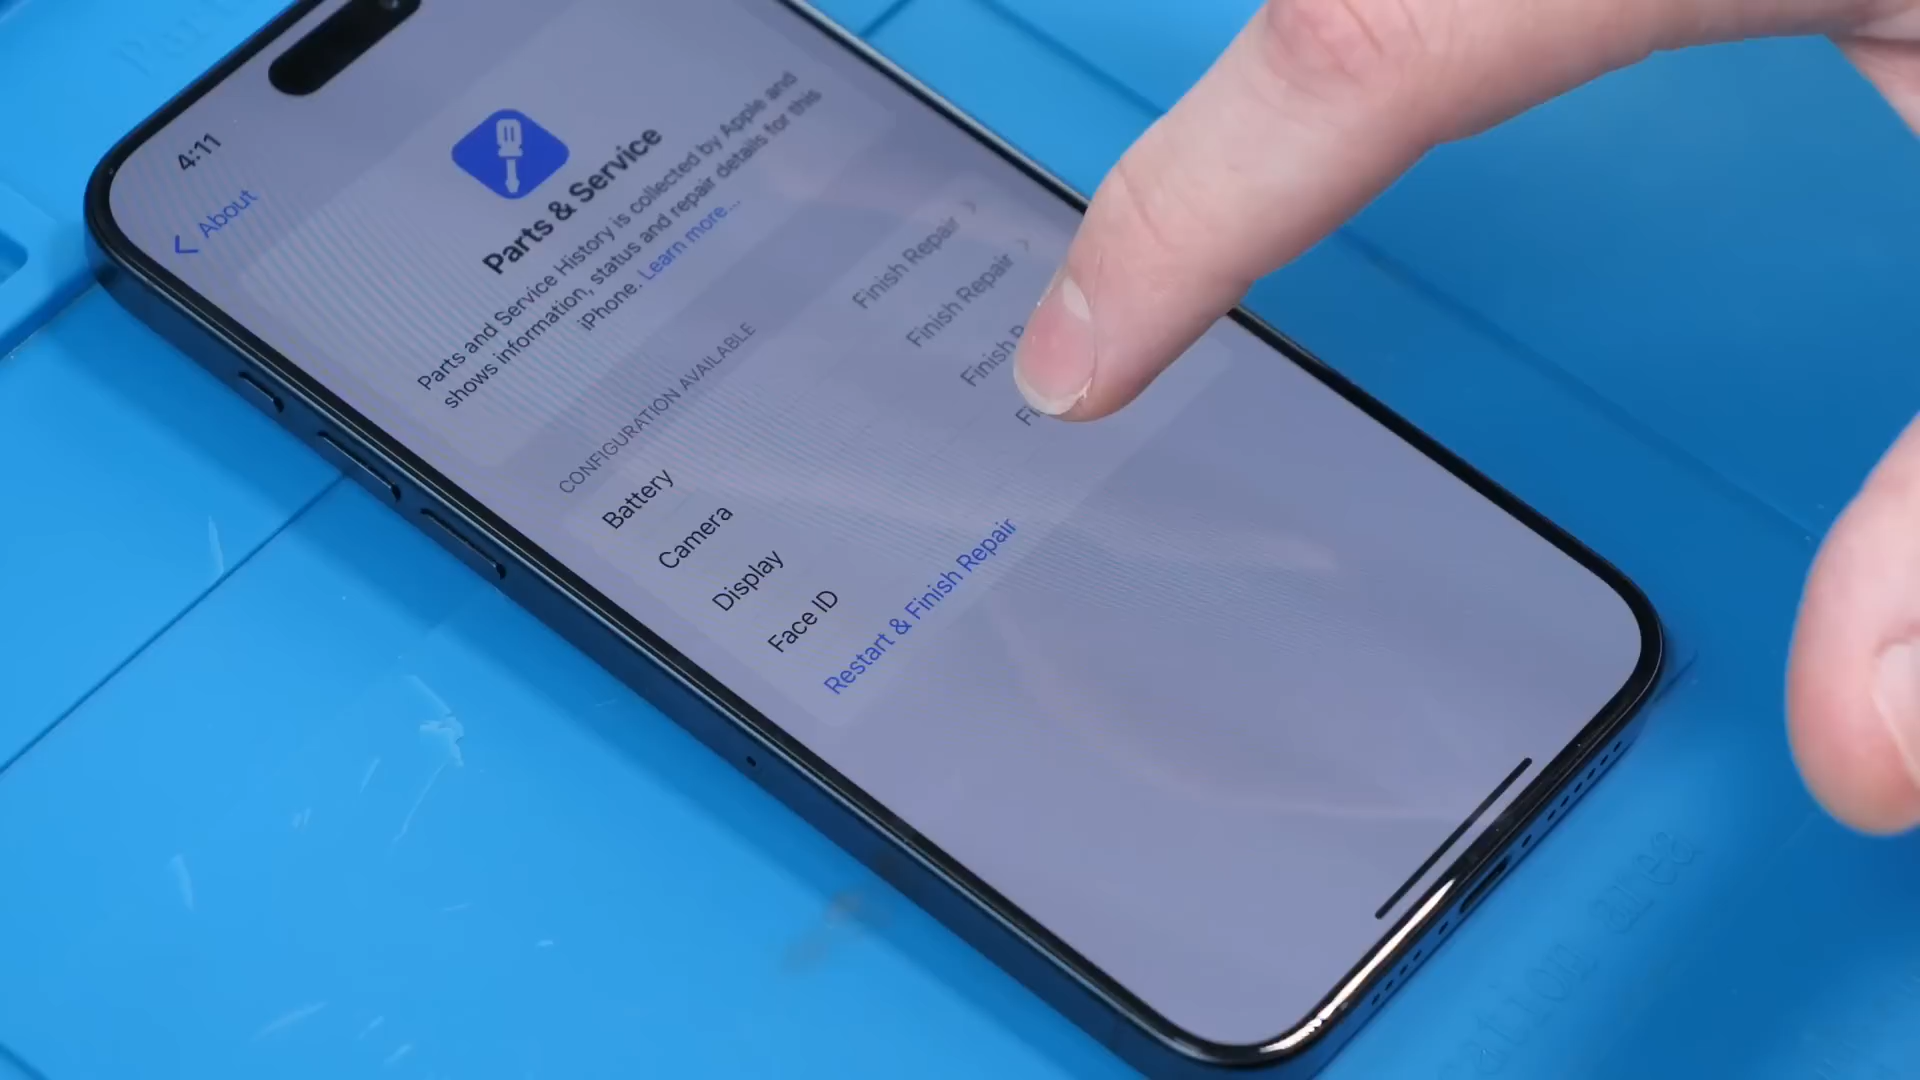 4:11
About
Parts & Service
Parts and Service History is collected by Apple and
shows information, status and repair details for this
iPhone. Learn more...
CONFIGURATION AVAILABLE
Battery Finish Repair
Camera Finish Repair
Display Finish
Face ID
Restart & Finish Repair
area